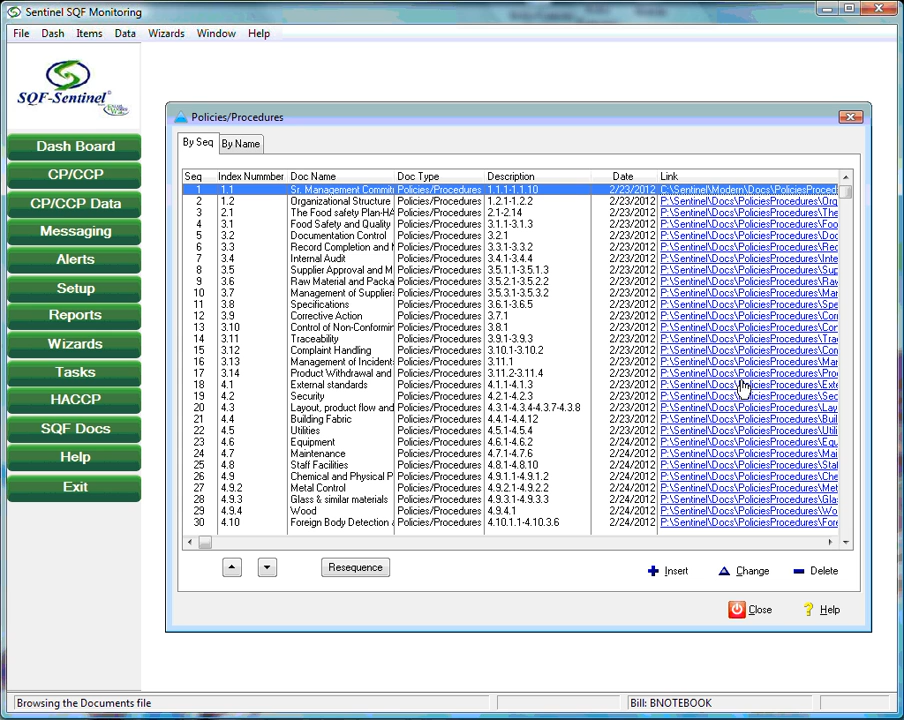 Sentinel SQF Monitoring
File Dash Items Data Wizards Window Help
SQF-Sentinel
Dash Board
CP/CCP
CP/CCP Data
Messaging
Alerts
Setup
Reports
Wizards
Tasks
HACCP
SQF Docs
Help
Exit
Policies/Procedures
By Seq By Name
Seq Index Nummber Doc Name Doc Type Description Date Link
1 1.1 Sr. Management Commit Policies/Procedures 1.1.1-1.1.10 2/23/2012 C:\Sentinel\Modern\Docs\PoliciesProced
2 1.2 Organizational Structure Policies/Procedures 1.2.1-1.2.2 2/23/2012 P:\Sentinel\Docs\PoliciesProcedures\Org
3 2.1 The Food safety Plan-HA Policies/Procedures 2.1-2.14 2/23/2012 P:\Sentinel\Docs\PoliciesProcedures\The
4 3.1 Food Safety and Quality Policies/Procedures 3.1.1-3.1.3 2/23/2012 P:\Sentinel\Docs\PoliciesProcedures\Foo
5 3.2 Documentation Control Policies/Procedures 3.2.1 2/23/2012 P:\Sentinel\Docs\PoliciesProcedures\Doc
6 3.3 Record Completion and Policies/Procedures 3.3.1-3.3.2 2/23/2012 P:\Sentinel\Docs\PoliciesProcedures\Rec
7 3.4 Internal Audit Policies/Procedures 3.4.1-3.4.4 2/23/2012 P:\Sentinel\Docs\PoliciesProcedures\Inte
8 3.5 Supplier Approval and M Policies/Procedures 3.5.1.1-3.5.1.3 2/23/2012 P:\Sentinel\Docs\PoliciesProcedures\Sup
9 3.6 Raw Material and Packa Policies/Procedures 3.5.2.1-3.5.2.2 2/23/2012 P:\Sentinel\Docs\PoliciesProcedures\Raw
10 3.7 Management of Supplier Policies/Procedures 3.5.3.1-3.5.3.2 2/23/2012 P:\Sentinel\Docs\PoliciesProcedures\Mar
11 3.8 Specifications Policies/Procedures 3.6.1-3.6.5 2/23/2012 P:\Sentinel\Docs\PoliciesProcedures\Spe
12 3.9 Corrective Action Policies/Procedures 3.7.1 2/23/2012 P:\Sentinel\Docs\PoliciesProcedures\Cor
13 3.10 Control of Non-Conformin Policies/Procedures 3.8.1 2/23/2012 P:\Sentinel\Docs\PoliciesProcedures\Con
14 3.11 Traceability Policies/Procedures 3.9.1-3.9.3 2/23/2012 P:\Sentinel\Docs\PoliciesProcedures\Tra
15 3.12 Complaint Handling Policies/Procedures 3.10.1-3.10.2 2/23/2012 P:\Sentinel\Docs\PoliciesProcedures\Com
16 3.13 Management of Incident Policies/Procedures 3.11.1 2/23/2012 P:\Sentinel\Docs\PoliciesProcedures\Mar
17 3.14 Product Withdrawal and Policies/Procedures 3.11.2-3.11.4 2/23/2012 P:\Sentinel\Docs\PoliciesProcedures\Pro
18 4.1 External standards Policies/Procedures 4.1.1-4.1.3 2/23/2012 P:\Sentinel\Docs\PoliciesProcedures\Exte
19 4.2 Security Policies/Procedures 4.2.1-4.2.3 2/23/2012 P:\Sentinel\Docs\PoliciesProcedures\Sec
20 4.3 Layout, product flow and Policies/Procedures 4.3.1-4.3.4-4.3.7-4.3.8 2/23/2012 P:\Sentinel\Docs\PoliciesProcedures\Lay
21 4.4 Building Fabric Policies/Procedures 4.4.1-4.4.12 2/23/2012 P:\Sentinel\Docs\PoliciesProcedures\Buil
22 4.5 Utilities Policies/Procedures 4.5.1-4.5.4 2/23/2012 P:\Sentinel\Docs\PoliciesProcedures\Utili
23 4.6 Equipment Policies/Procedures 4.6.1-4.6.2 2/24/2012 P:\Sentinel\Docs\PoliciesProcedures\Equ
24 4.7 Maintenance Policies/Procedures 4.7.1-4.7.6 2/24/2012 P:\Sentinel\Docs\PoliciesProcedures\Mai
25 4.8 Staff Facilities Policies/Procedures 4.8.1-4.8.10 2/24/2012 P:\Sentinel\Docs\PoliciesProcedures\Sta
26 4.9 Chemical and Physical P Policies/Procedures 4.9.1.1-4.9.1.2 2/24/2012 P:\Sentinel\Docs\PoliciesProcedures\Che
27 4.9.2 Metal Control Policies/Procedures 4.9.2.1-4.9.2.2 2/24/2012 P:\Sentinel\Docs\PoliciesProcedures\Met
28 4.9.3 Glass & similar materials Policies/Procedures 4.9.3.1-4.9.3.3 2/24/2012 P:\Sentinel\Docs\PoliciesProcedures\Gla
29 4.9.4 Wood Policies/Procedures 4.9.4.1 2/24/2012 P:\Sentinel\Docs\PoliciesProcedures\Wo
30 4.10 Foreign Body Detection Policies/Procedures 4.10.1.1-4.10.3.6 2/24/2012 P:\Sentinel\Docs\PoliciesProcedures\Fore
Resequence Insert Change Delete
Close Help
Browsing the Documents file Bill: BNOTEBOOK